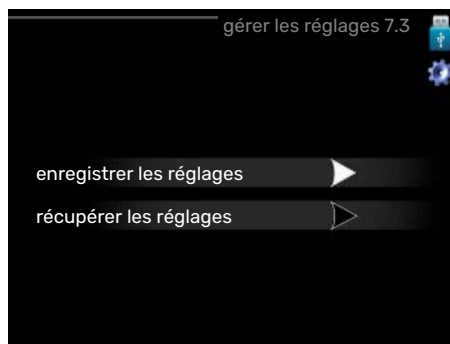 gérer les réglages 7.3
enregistrer les réglages
récupérer les réglages